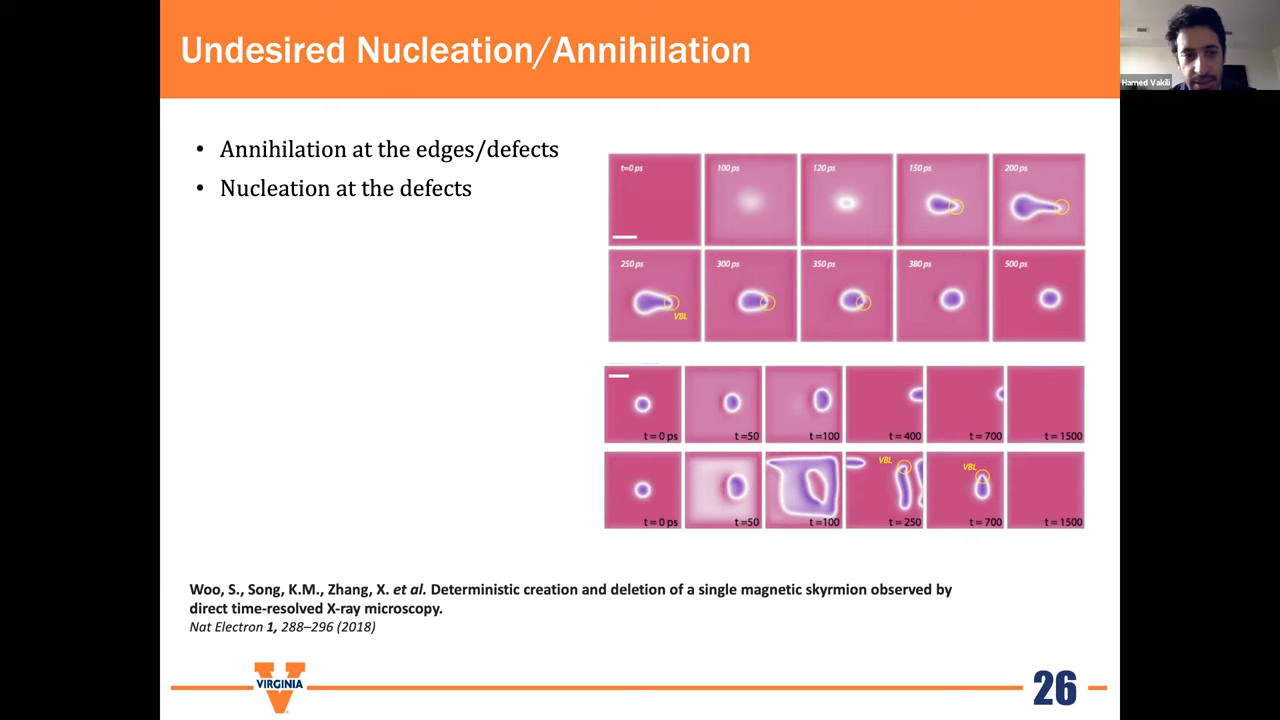 Undesired Nucleation/Annihilation
Hamed Vakili
• Annihilation at the edges/defects
• Nucleation at the defects
t=0 ps
100 ps
120 ps
150 ps
200 ps
250 ps
300 ps
350 ps
380 ps
500 ps
VBL
t = 0 ps
t =50
t =100
t = 400
t = 700
t = 1500
VBL
VBL
t = 0 ps
t =50
t =100
t = 250
t = 700
t = 1500
Woo, S., Song, K.M., Zhang, X. et al. Deterministic creation and deletion of a single magnetic skyrmion observed by
direct time-resolved X-ray microscopy.
Nat Electron 1, 288–296 (2018)
VIRGINIA
26